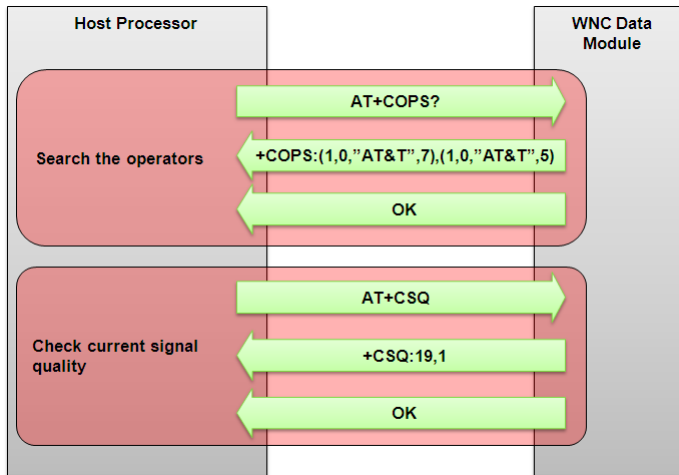 Host Processor
WNC Data
Module
AT+COPS?
Search the operators
+COPS:(1,0,”AT&T”,7),(1,0,”AT&T”,5)
OK
AT+CSQ
Check current signal
quality
+CSQ:19,1
OK